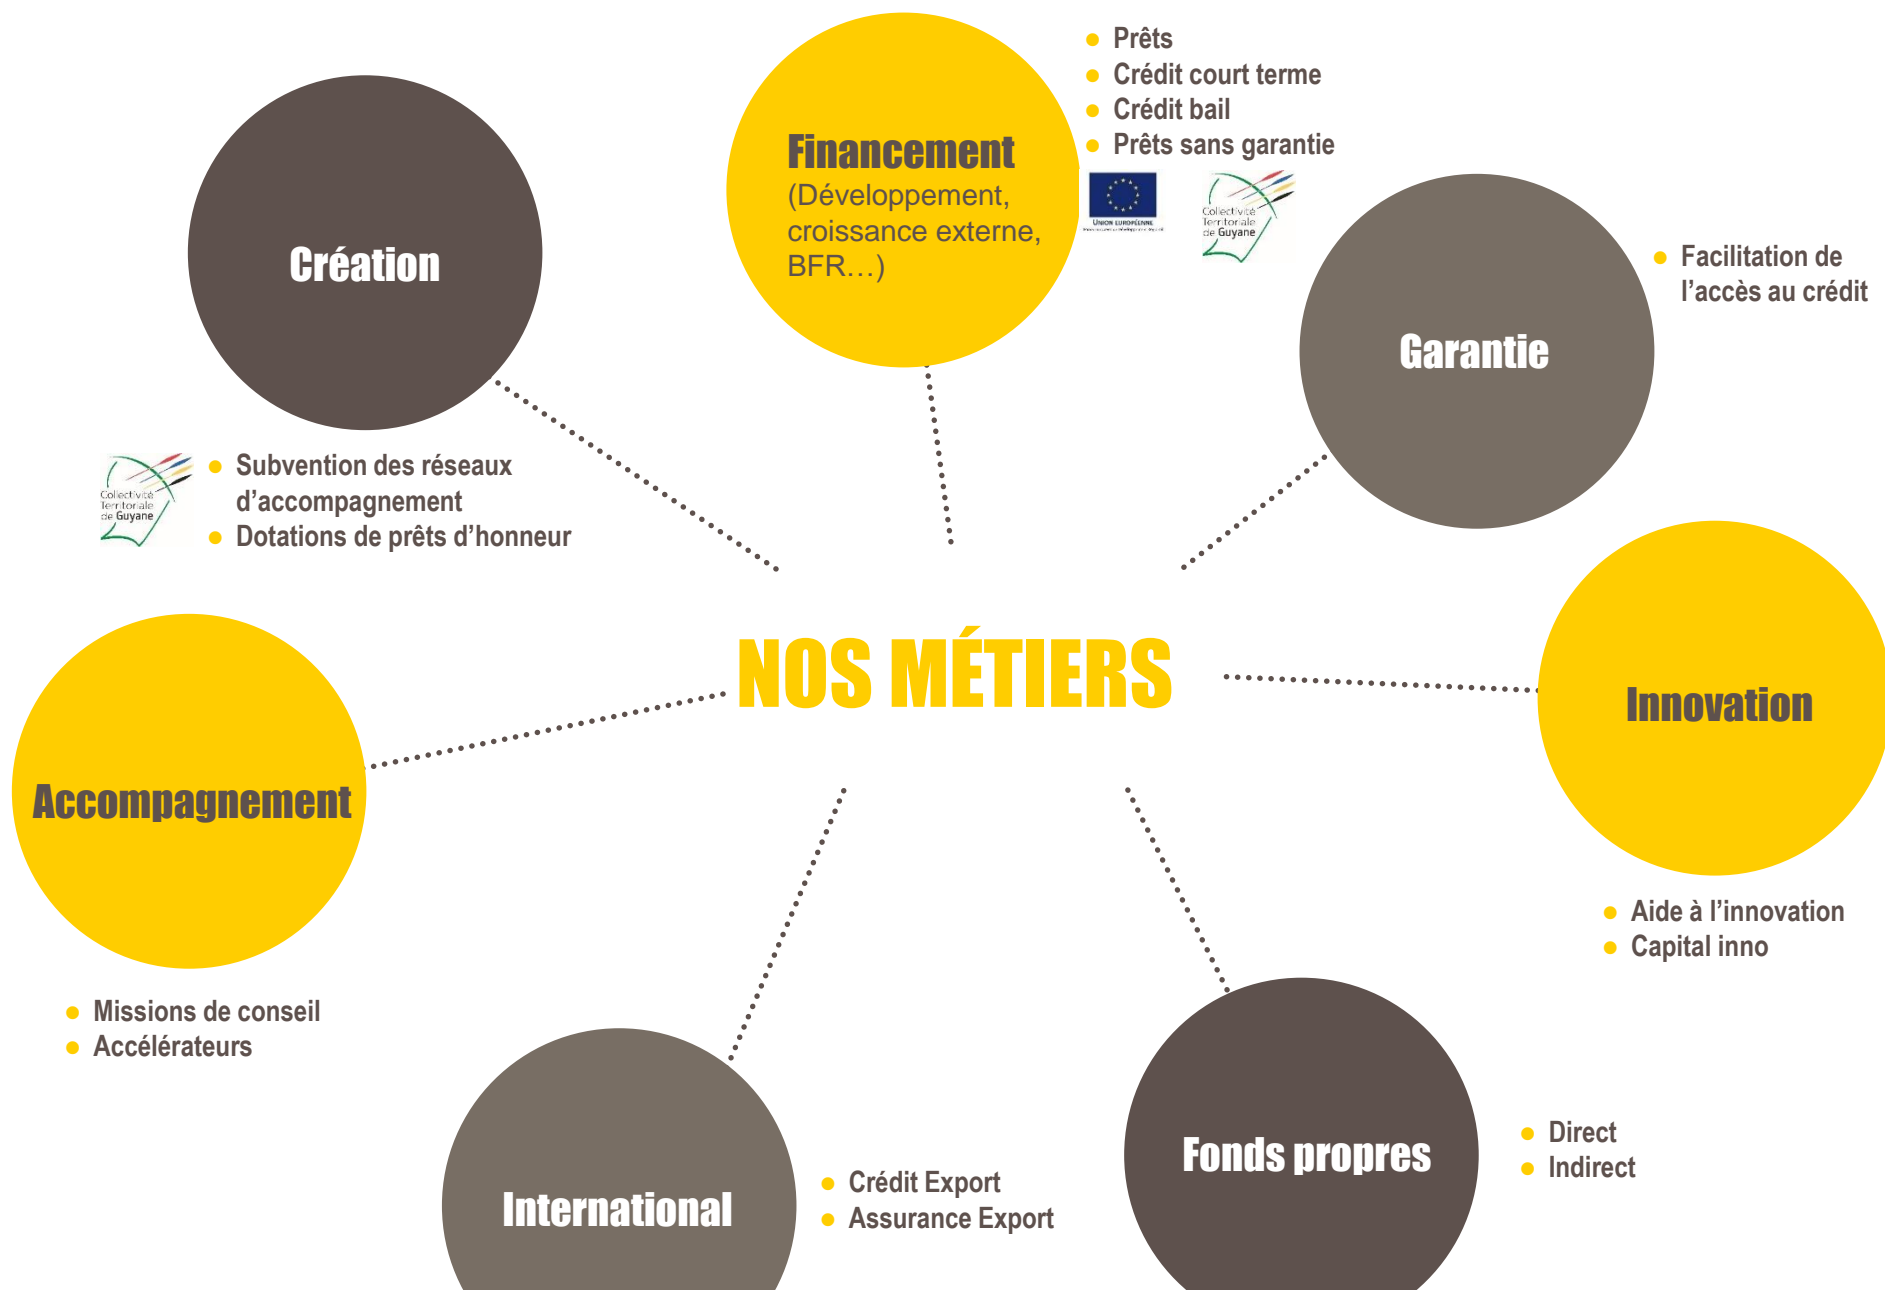 Prêts
Crédit court terme
Crédit bail
Prêts sans garantie
Financement
(Développement,
croissance externe,
BFR…)
UNION EUROPÉENNE
Collectivité
Territoriale
de Guyane
Création
Garantie
Facilitation de
l’accès au crédit
Collectivité
Territoriale
de Guyane
Subvention des réseaux
d’accompagnement
Dotations de prêts d’honneur
NOS MÉTIERS
Innovation
Aide à l’innovation
Capital inno
Accompagnement
Missions de conseil
Accélérateurs
International
Crédit Export
Assurance Export
Fonds propres
Direct
Indirect